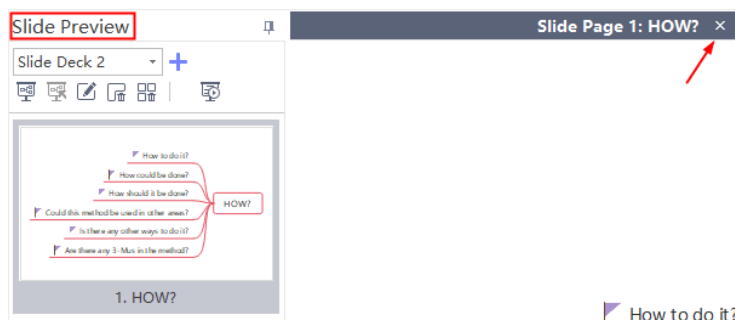 Slide Preview
Slide Page 1: HOW?
Slide Deck 2
How to do it?
How could be done?
How should it be done?
HOW?
Could this method be used in other areas?
Is there any other ways to do it?
Are there any 3-Mus in the method?
1. HOW?
How to do it?